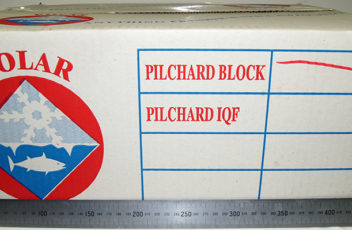 OLAR
PILCHARD BLOCK
PILCHARD IQF
100 150 200 250 300 350 400